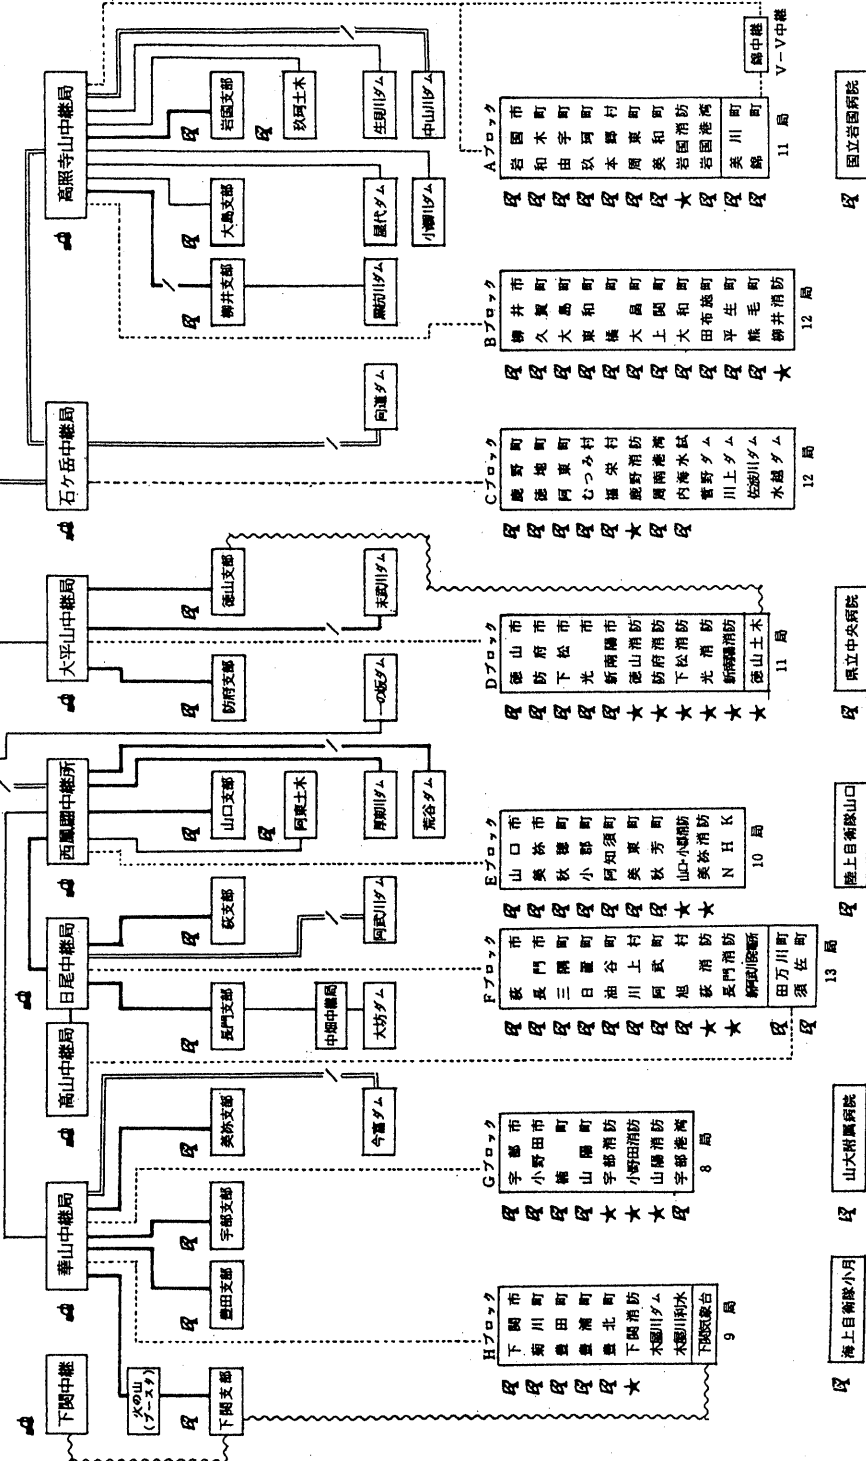 下関中継
華山中継局
高山中継局
日尾中継局
西鳳翩中継所
大平山中継局
石ケ岳中継局
高照寺山中継局
火の山
(ブースタ)
下関支部
豊田支部
宇部支部
美祢支部
長門支部
萩支部
山口支部
防府支部
徳山支部
柳井支部
大島支部
岩国支部
阿東土木
玖珂土木
中畑中継局
今富ダム
大坊ダム
阿武川ダム
厚東川ダム
荒谷ダム
一の坂ダム
末武川ダム
向道ダム
黒杭川ダム
屋代ダム
小瀬川ダム
生見川ダム
中山川ダム
錦中継
V-V中継
Hブロック
下関市
菊川町
豊田町
豊浦町
豊北町
下関消防
木屋川ダム
木屋川利水
下関気象台
9局
Gブロック
宇部市
小野田市
楠町
山陽町
宇部消防
小野田消防
山陽消防
宇部港湾
8局
Fブロック
萩市
長門市
三隅町
日置町
油谷町
川上村
阿武町
旭村
萩消防
長門消防
田万川町
須佐町
13局
Eブロック
山口市
美祢市
秋穂町
小郡町
阿知須町
美東町
秋芳町
山口・小郡消防
美祢消防
NHK
10局
Dブロック
徳山市
防府市
下松市
光市
新南陽市
徳山消防
防府消防
下松消防
光消防
新南陽消防
徳山土木
11局
Cブロック
鹿野町
徳地町
阿東町
むつみ村
福栄村
鹿野消防
周南港湾
内海水試
菅野ダム
川上ダム
佐波川ダム
水越ダム
12局
Bブロック
柳井市
久賀町
大島町
東和町
橘町
大畠町
上関町
大和町
田布施町
平生町
熊毛町
柳井消防
12局
Aブロック
岩国市
和木町
由宇町
玖珂町
本郷村
周東町
美和町
岩国消防
岩国港湾
美川町
錦町
11局
海上自衛隊小月
山大附属病院
陸上自衛隊山口
県立中央病院
国立岩国病院